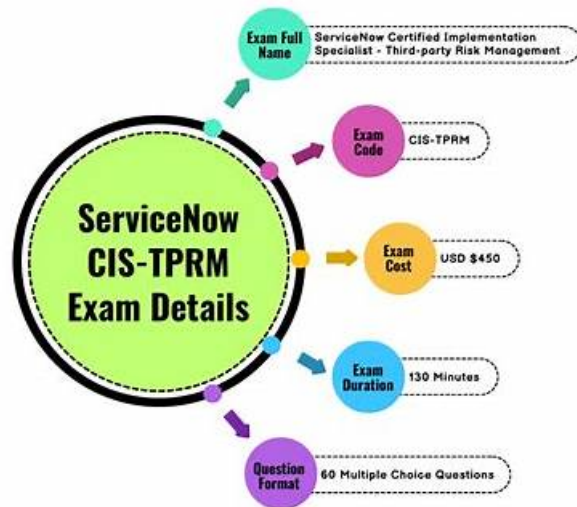 ServiceNow
CIS-TPRM
Exam Details
Exam Full
Name
ServiceNow Certified Implementation
Specialist - Third-party Risk Management
Exam
Code
CIS-TPRM
Exam
Cost
USD $450
Exam
Duration
130 Minutes
Question
Format
60 Multiple Choice Questions